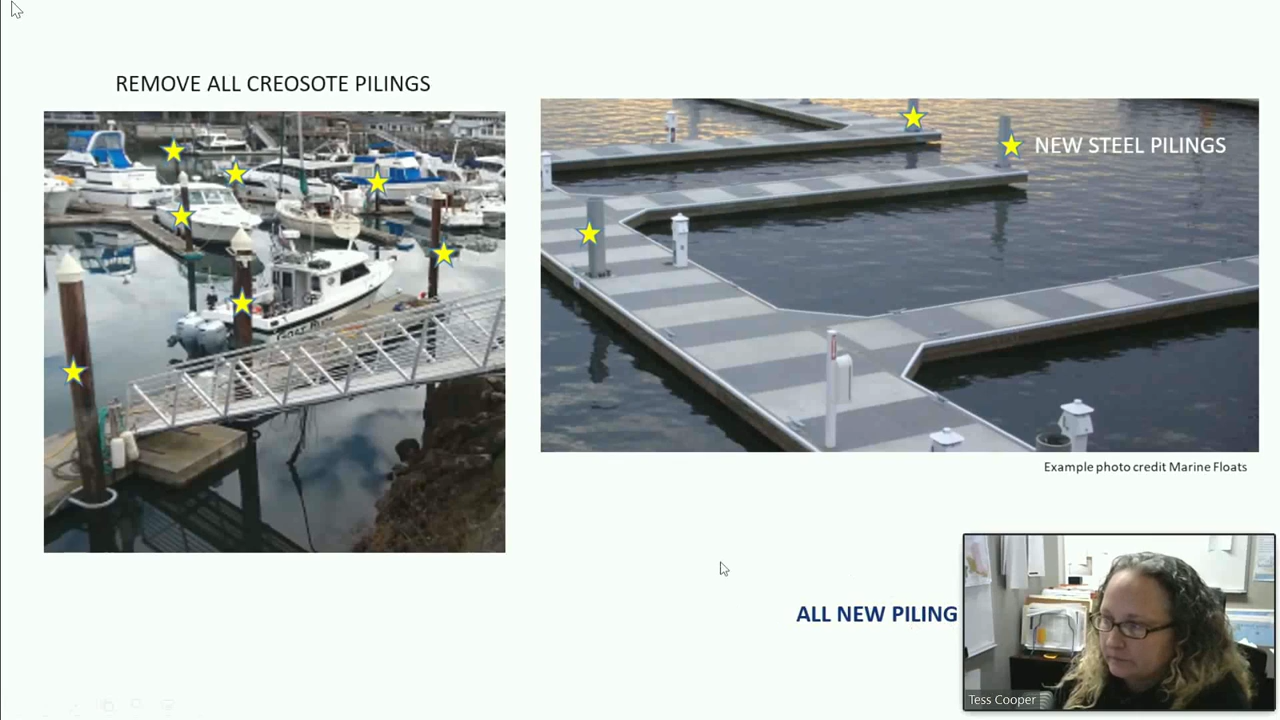 REMOVE ALL CREOSOTE PILINGS
NEW STEEL PILINGS
Example photo credit Marine Floats
ALL NEW PILING
Tess Cooper